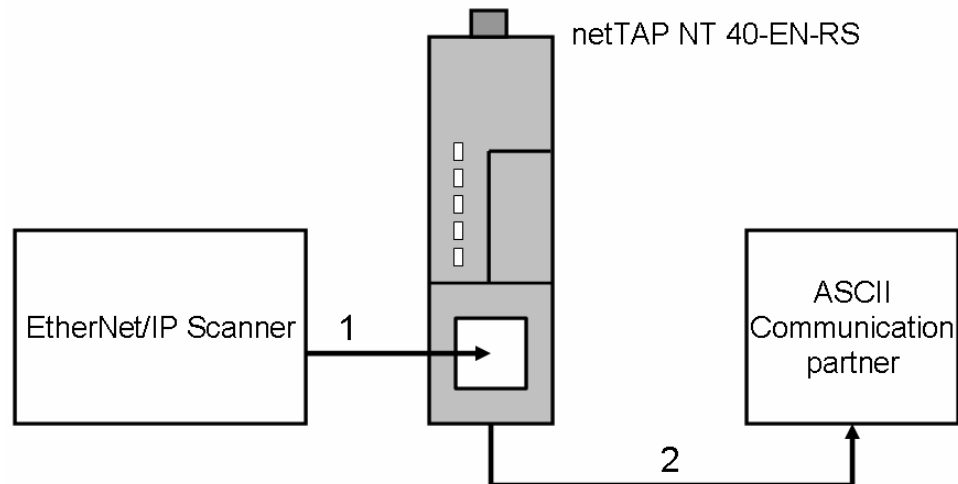 netTAP NT 40-EN-RS
EtherNet/IP Scanner
1
ASCII
Communication
partner
2